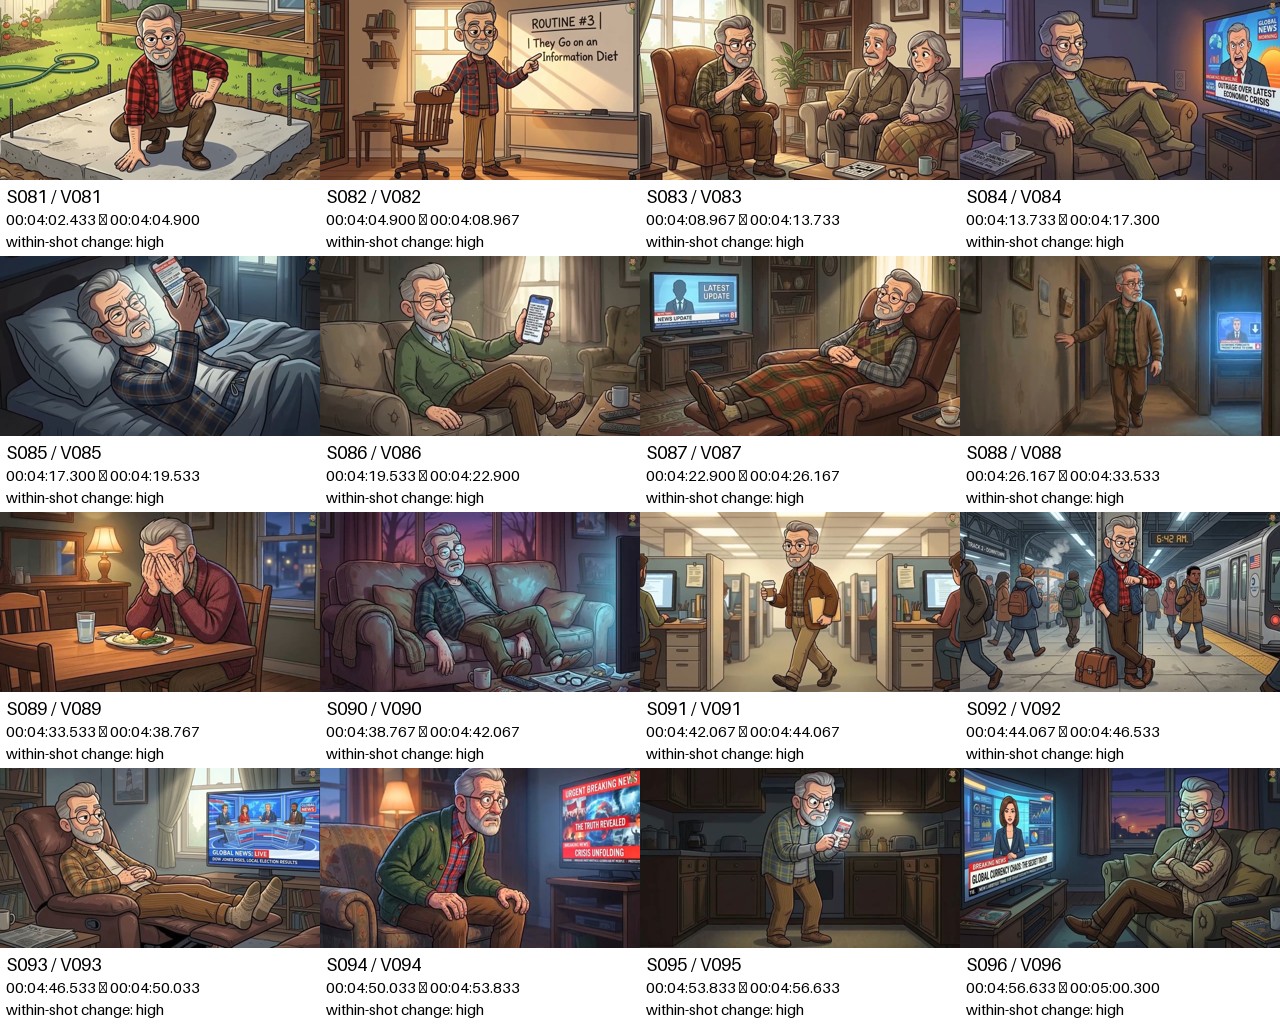 ROUTINE #3
They Go on an
Information Diet
GLOBAL
NEWS
OUTRAGE OVER LATEST
ECONOMIC CRISIS
S081 / V081
00:04:02.433 00:04:04.900
within-shot change: high
S082 / V082
00:04:04.900 00:04:08.967
within-shot change: high
S083 / V083
00:04:08.967 00:04:13.733
within-shot change: high
S084 / V084
00:04:13.733 00:04:17.300
within-shot change: high
LATEST
UPDATE
NEWS UPDATE
S085 / V085
00:04:17.300 00:04:19.533
within-shot change: high
S086 / V086
00:04:19.533 00:04:22.900
within-shot change: high
S087 / V087
00:04:22.900 00:04:26.167
within-shot change: high
S088 / V088
00:04:26.167 00:04:33.533
within-shot change: high
TRACK 2 - DOWNTOWN
6:42 AM
S089 / V089
00:04:33.533 00:04:38.767
within-shot change: high
S090 / V090
00:04:38.767 00:04:42.067
within-shot change: high
S091 / V091
00:04:42.067 00:04:44.067
within-shot change: high
S092 / V092
00:04:44.067 00:04:46.533
within-shot change: high
GLOBAL NEWS: LIVE
DOW JONES RISES, LOCAL ELECTION RESULTS
URGENT BREAKING NEWS
THE TRUTH REVEALED
CRISIS UNFOLDING
BREAKING NEWS
GLOBAL CURRENCY CHAOS: THE SECRET TRUTH
S093 / V093
00:04:46.533 00:04:50.033
within-shot change: high
S094 / V094
00:04:50.033 00:04:53.833
within-shot change: high
S095 / V095
00:04:53.833 00:04:56.633
within-shot change: high
S096 / V096
00:04:56.633 00:05:00.300
within-shot change: high